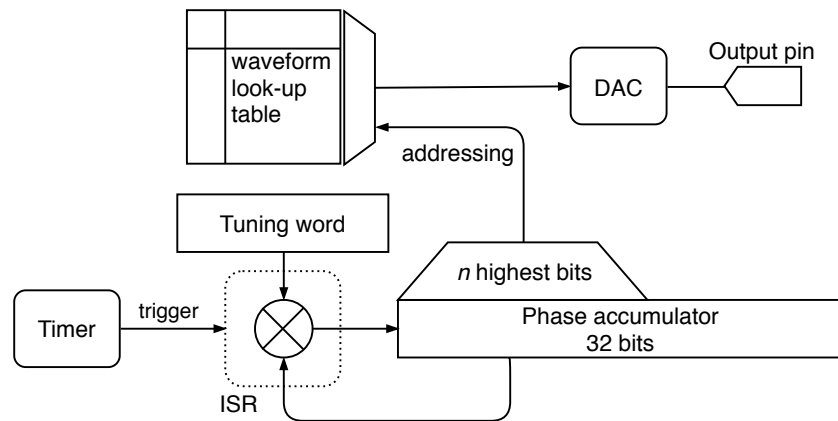 waveform
look-up
table
DAC
Output pin
addressing
Tuning word
n highest bits
Timer
trigger
Phase accumulator
32 bits
ISR